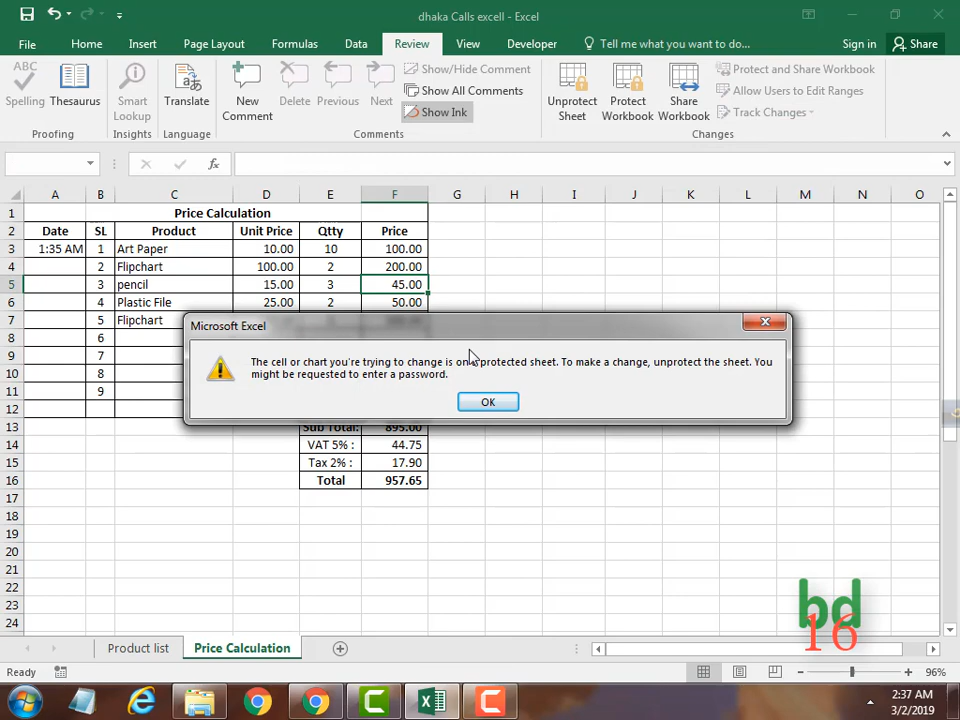 dhaka Calls excell - Excel
File Home Insert Page Layout Formulas Data Review View Developer Tell me what you want to do... Sign in Share
ABC
Spelling Thesaurus Smart Lookup Translate New Comment Delete Previous Next
Show/Hide Comment
Show All Comments
Show Ink
Unprotect Sheet Protect Workbook Share Workbook
Protect and Share Workbook
Allow Users to Edit Ranges
Track Changes
Proofing Insights Language Comments Changes
fx
A B C D E F G H I J K L M N O
1 Price Calculation
2 Date SL Product Unit Price Qtty Price
3 1:35 AM 1 Art Paper 10.00 10 100.00
4 2 Flipchart 100.00 2 200.00
5 3 pencil 15.00 3 45.00
6 4 Plastic File 25.00 2 50.00
7 5 Flipchart
8 6
9 7
10 8
11 9
12
Microsoft Excel
The cell or chart you're trying to change is on protected sheet. To make a change, unprotect the sheet. You
might be requested to enter a password.
OK
13 Sub Total: 895.00
14 VAT 5% : 44.75
15 Tax 2% : 17.90
16 Total 957.65
17
18
19
20
21
22
23
24
bd
16
Product list Price Calculation
Ready 96%
2:37 AM
3/2/2019